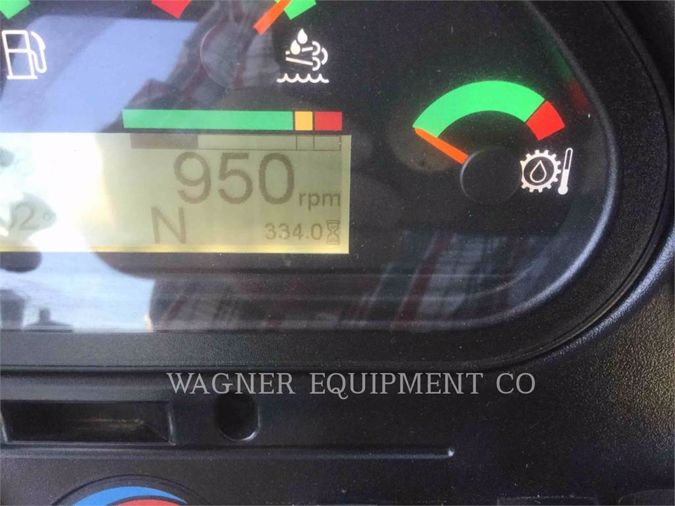 950 rpm
N
334.0
WAGNER EQUIPMENT CO